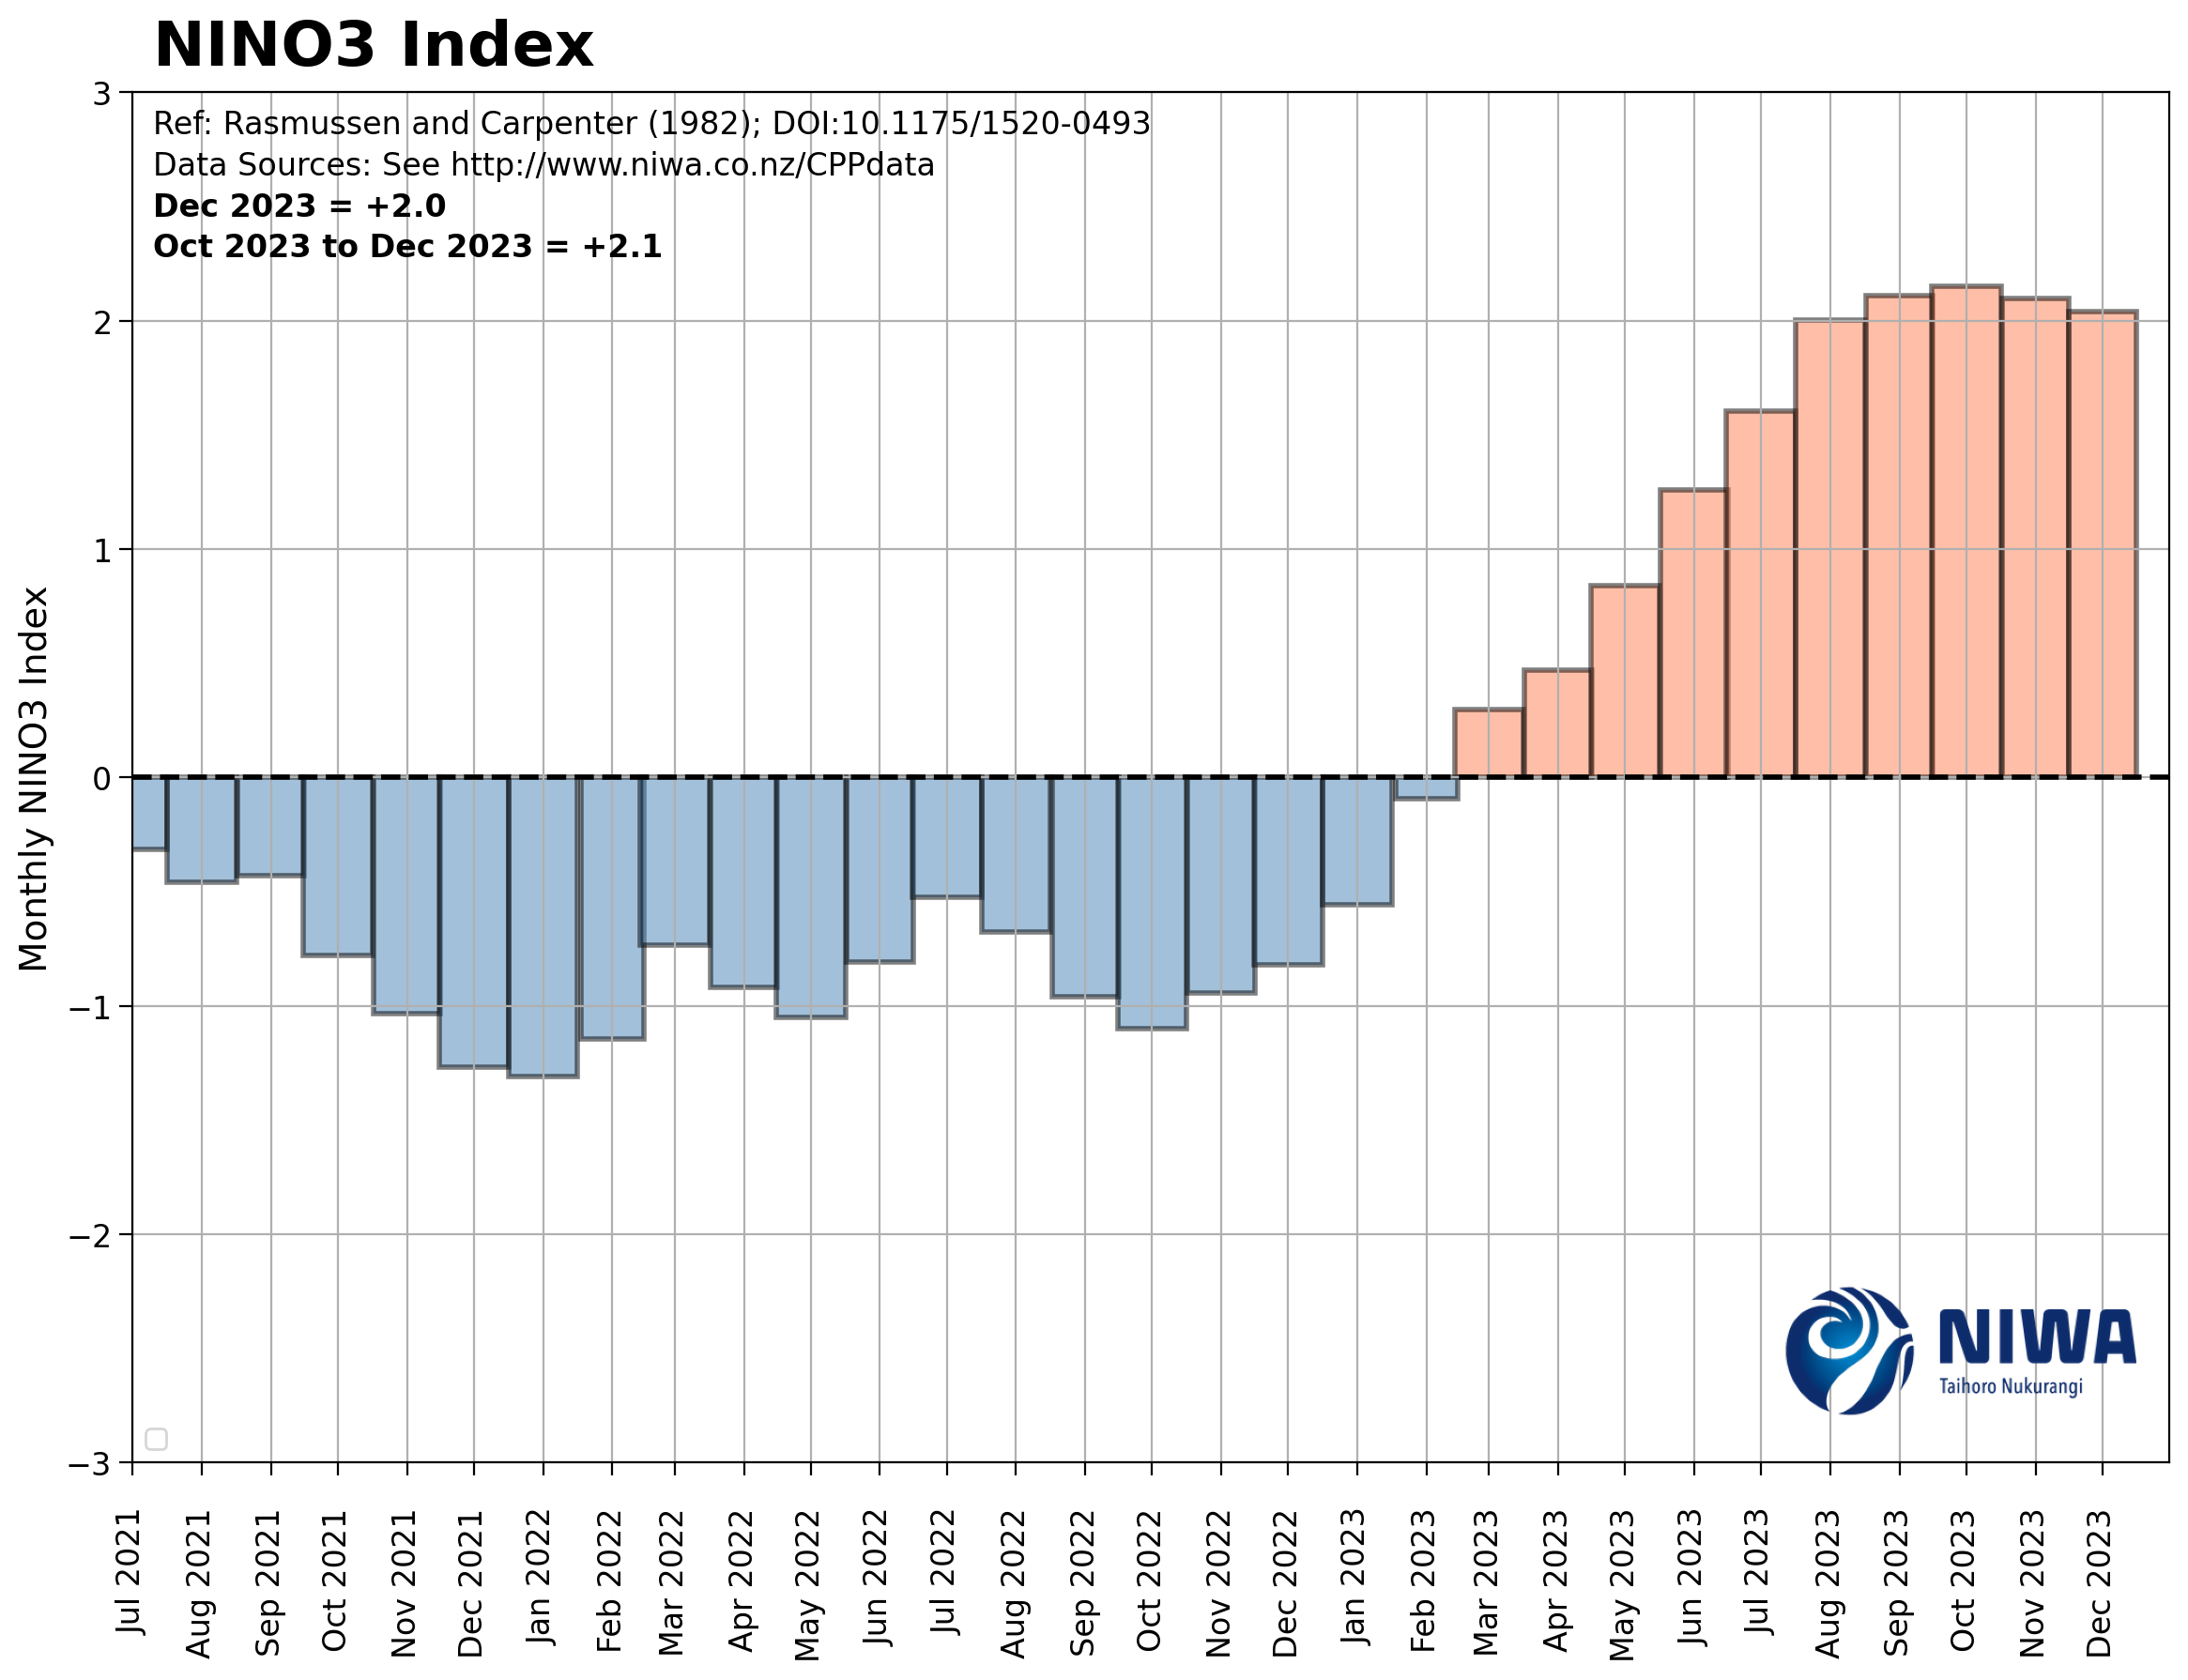 NINO3 Index
Ref: Rasmussen and Carpenter (1982); DOI:10.1175/1520-0493
Data Sources: See http://www.niwa.co.nz/CPPdata
Dec 2023 = +2.0
Oct 2023 to Dec 2023 = +2.1
Monthly NINO3 Index
3
2
1
0
−1
−2
−3
NIWA
Taihoro Nukurangi
Jul 2021
Aug 2021
Sep 2021
Oct 2021
Nov 2021
Dec 2021
Jan 2022
Feb 2022
Mar 2022
Apr 2022
May 2022
Jun 2022
Jul 2022
Aug 2022
Sep 2022
Oct 2022
Nov 2022
Dec 2022
Jan 2023
Feb 2023
Mar 2023
Apr 2023
May 2023
Jun 2023
Jul 2023
Aug 2023
Sep 2023
Oct 2023
Nov 2023
Dec 2023